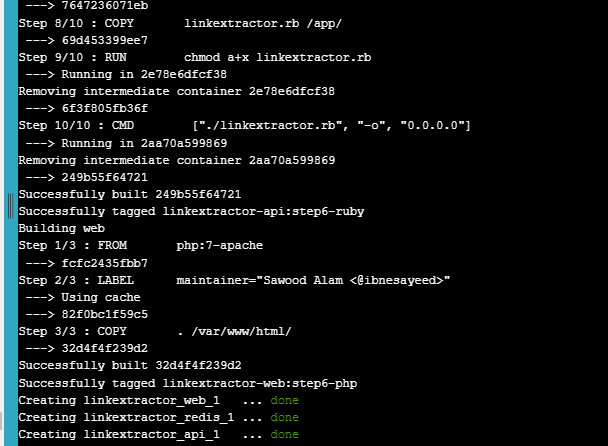 ---> 7647236071eb
Step 8/10 : COPY linkextractor.rb /app/
---> 69d453399ee7
Step 9/10 : RUN chmod a+x linkextractor.rb
---> Running in 2e78e6dfcf38
Removing intermediate container 2e78e6dfcf38
---> 6f3f805fb36f
Step 10/10 : CMD ["./linkextractor.rb", "-o", "0.0.0.0"]
---> Running in 2aa70a599869
Removing intermediate container 2aa70a599869
---> 249b55f64721
Successfully built 249b55f64721
Successfully tagged linkextractor-api:step6-ruby
Building web
Step 1/3 : FROM php:7-apache
---> fcfc2435fbb7
Step 2/3 : LABEL maintainer="Sawood Alam <@ibnesayeed>"
---> Using cache
---> 82f0bc1f59c5
Step 3/3 : COPY . /var/www/html/
---> 32d4f4f239d2
Successfully built 32d4f4f239d2
Successfully tagged linkextractor-web:step6-php
Creating linkextractor_web_1 ... done
Creating linkextractor_redis_1 ... done
Creating linkextractor_api_1 ... done